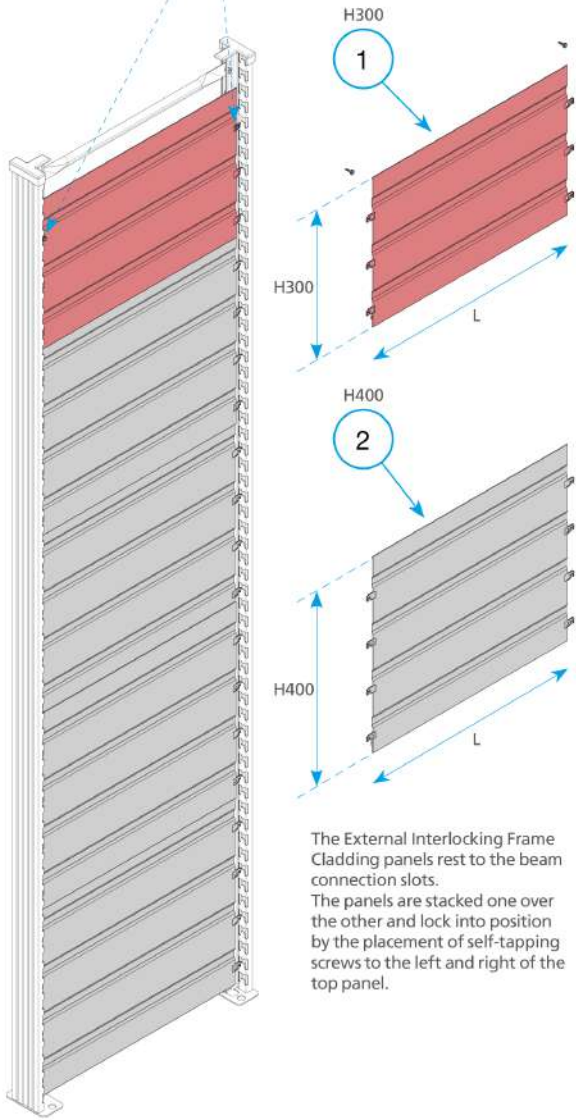 H300
1
H300
L
H400
2
H400
L
The External Interlocking Frame
Cladding panels rest to the beam
connection slots.
The panels are stacked one over
the other and lock into position
by the placement of self-tapping
screws to the left and right of the
top panel.